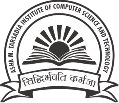 ASHA M. TARSADIA INSTITUTE OF COMPUTER SCIENCE AND TECHNOLOGY
सिद्धिर्भवति कर्मजा